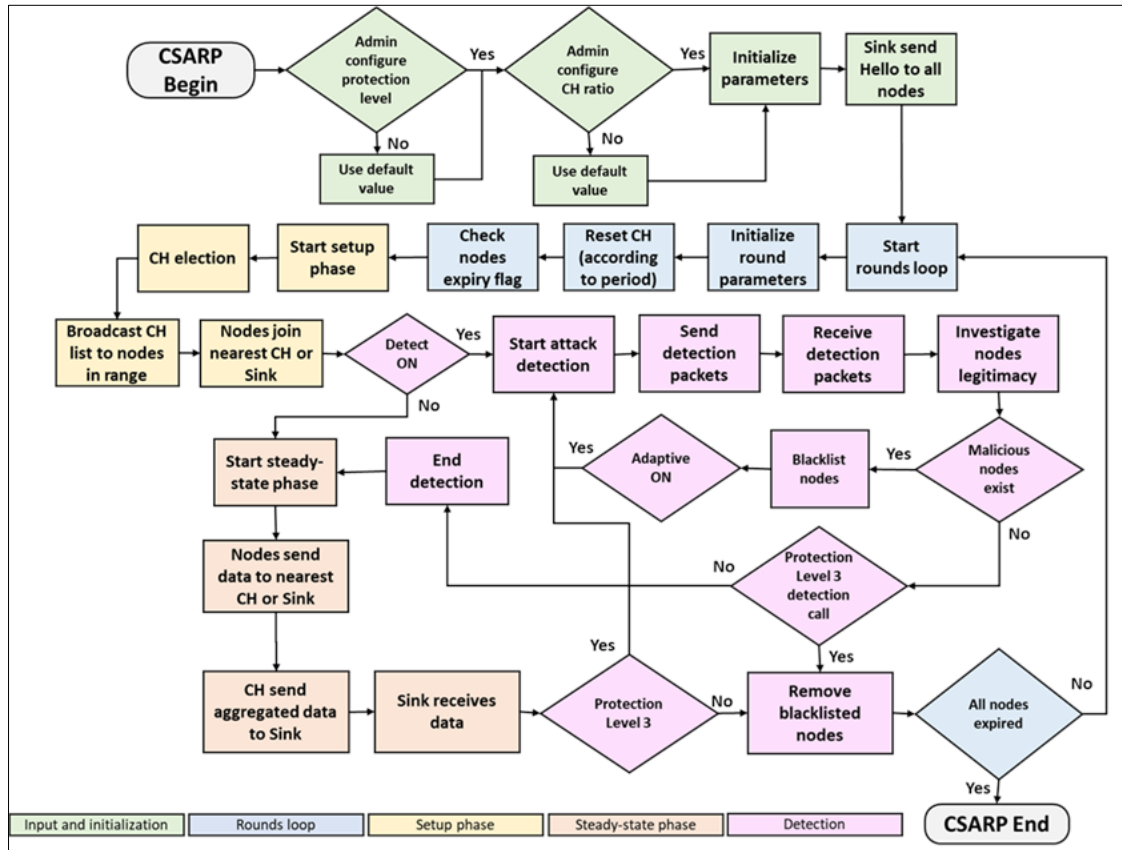 CSARP
Begin
Admin
configure
protection
level
Yes
No
Use default
value
Admin
configure
CH ratio
Yes
No
Use default
value
Initialize
parameters
Sink send
Hello to all
nodes
Start
rounds loop
Initialize
round
parameters
Reset CH
(according
to period)
Check
nodes
expiry flag
Start setup
phase
CH election
Broadcast CH
list to nodes
in range
Nodes join
nearest CH or
Sink
Detect
ON
Yes
No
Start attack
detection
Send
detection
packets
Receive
detection
packets
Investigate
nodes
legitimacy
Malicious
nodes
exist
Yes
No
Blacklist
nodes
Adaptive
ON
Yes
End
detection
Start steady-
state phase
Protection
Level 3
detection
call
No
Yes
Nodes send
data to nearest
CH or Sink
CH send
aggregated data
to Sink
Sink receives
data
Protection
Level 3
Yes
No
Remove
blacklisted
nodes
All nodes
expired
No
Yes
CSARP End
Input and initialization
Rounds loop
Setup phase
Steady-state phase
Detection